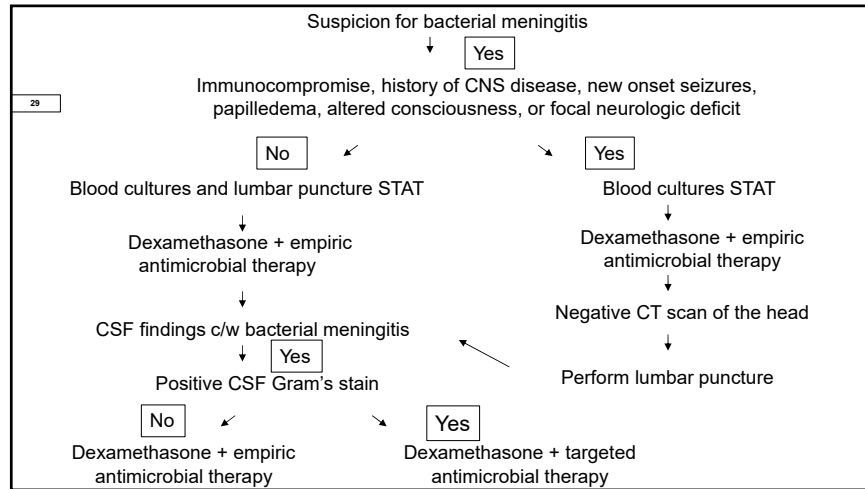 Suspicion for bacterial meningitis
Yes
Immunocompromise, history of CNS disease, new onset seizures,
papilledema, altered consciousness, or focal neurologic deficit
29
No
Yes
Blood cultures and lumbar puncture STAT
Blood cultures STAT
Dexamethasone + empiric
antimicrobial therapy
Dexamethasone + empiric
antimicrobial therapy
Negative CT scan of the head
CSF findings c/w bacterial meningitis
Yes
Perform lumbar puncture
Positive CSF Gram's stain
No
Yes
Dexamethasone + empiric
antimicrobial therapy
Dexamethasone + targeted
antimicrobial therapy